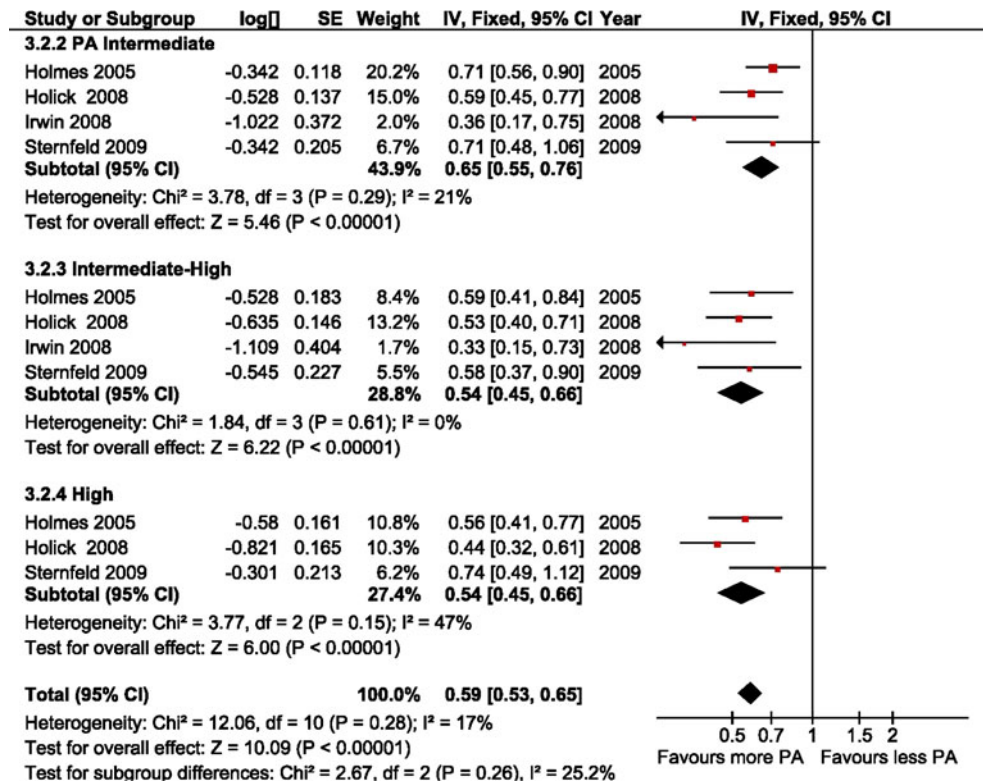 Study or Subgroup log[] SE Weight IV, Fixed, 95% CI Year IV, Fixed, 95% CI
3.2.2 PA Intermediate
Holmes 2005 -0.342 0.118 20.2% 0.71 [0.56, 0.90] 2005
Holick 2008 -0.528 0.137 15.0% 0.59 [0.45, 0.77] 2008
Irwin 2008 -1.022 0.372 2.0% 0.36 [0.17, 0.75] 2008
Sternfeld 2009 -0.342 0.205 6.7% 0.71 [0.48, 1.06] 2009
Subtotal (95% CI) 43.9% 0.65 [0.55, 0.76]
Heterogeneity: Chi² = 3.78, df = 3 (P = 0.29); I² = 21%
Test for overall effect: Z = 5.46 (P < 0.00001)
3.2.3 Intermediate-High
Holmes 2005 -0.528 0.183 8.4% 0.59 [0.41, 0.84] 2005
Holick 2008 -0.635 0.146 13.2% 0.53 [0.40, 0.71] 2008
Irwin 2008 -1.109 0.404 1.7% 0.33 [0.15, 0.73] 2008
Sternfeld 2009 -0.545 0.227 5.5% 0.58 [0.37, 0.90] 2009
Subtotal (95% CI) 28.8% 0.54 [0.45, 0.66]
Heterogeneity: Chi² = 1.84, df = 3 (P = 0.61); I² = 0%
Test for overall effect: Z = 6.22 (P < 0.00001)
3.2.4 High
Holmes 2005 -0.58 0.161 10.8% 0.56 [0.41, 0.77] 2005
Holick 2008 -0.821 0.165 10.3% 0.44 [0.32, 0.61] 2008
Sternfeld 2009 -0.301 0.213 6.2% 0.74 [0.49, 1.12] 2009
Subtotal (95% CI) 27.4% 0.54 [0.45, 0.66]
Heterogeneity: Chi² = 3.77, df = 2 (P = 0.15); I² = 47%
Test for overall effect: Z = 6.00 (P < 0.00001)
Total (95% CI) 100.0% 0.59 [0.53, 0.65]
Heterogeneity: Chi² = 12.06, df = 10 (P = 0.28); I² = 17%
Test for overall effect: Z = 10.09 (P < 0.00001)
Test for subgroup differences: Chi² = 2.67, df = 2 (P = 0.26), I² = 25.2%
0.5 0.7 1 1.5 2
Favours more PA Favours less PA